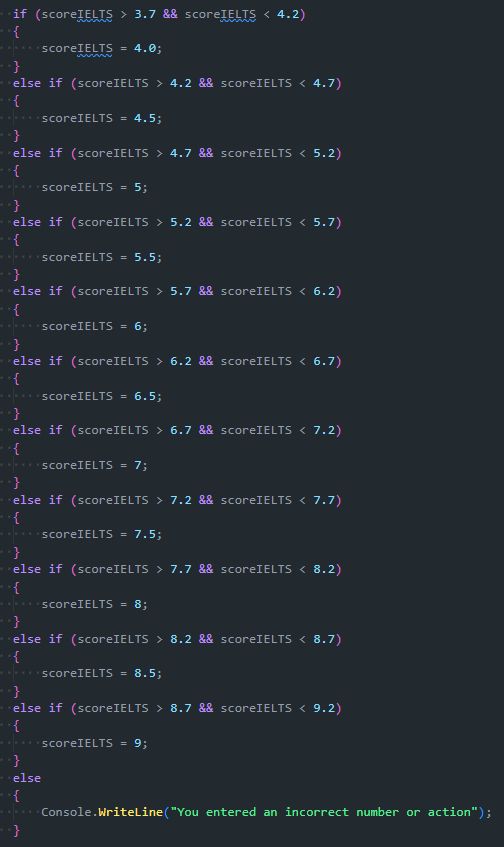 if (scoreIELTS > 3.7 && scoreIELTS < 4.2)
{
scoreIELTS = 4.0;
}
else if (scoreIELTS > 4.2 && scoreIELTS < 4.7)
{
scoreIELTS = 4.5;
}
else if (scoreIELTS > 4.7 && scoreIELTS < 5.2)
{
scoreIELTS = 5;
}
else if (scoreIELTS > 5.2 && scoreIELTS < 5.7)
{
scoreIELTS = 5.5;
}
else if (scoreIELTS > 5.7 && scoreIELTS < 6.2)
{
scoreIELTS = 6;
}
else if (scoreIELTS > 6.2 && scoreIELTS < 6.7)
{
scoreIELTS = 6.5;
}
else if (scoreIELTS > 6.7 && scoreIELTS < 7.2)
{
scoreIELTS = 7;
}
else if (scoreIELTS > 7.2 && scoreIELTS < 7.7)
{
scoreIELTS = 7.5;
}
else if (scoreIELTS > 7.7 && scoreIELTS < 8.2)
{
scoreIELTS = 8;
}
else if (scoreIELTS > 8.2 && scoreIELTS < 8.7)
{
scoreIELTS = 8.5;
}
else if (scoreIELTS > 8.7 && scoreIELTS < 9.2)
{
scoreIELTS = 9;
}
else
{
Console.WriteLine("You entered an incorrect number or action");
}